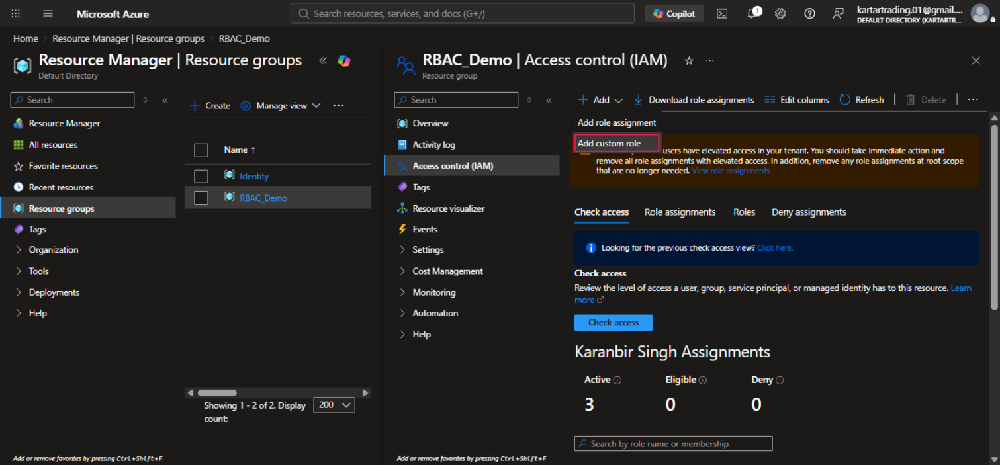 Microsoft Azure
Search resources, services, and docs (G+/)
Copilot
1
kartartrading.01@gmail....
DEFAULT DIRECTORY (KARTARTR...
Home > Resource Manager | Resource groups > RBAC_Demo
Resource Manager | Resource groups
Default Directory
Search
Resource Manager
All resources
Favorite resources
Recent resources
Resource groups
Tags
Organization
Tools
Deployments
Help
Add or remove favorites by pressing Ctrl+Shift+F
Create
Manage view
Name ↑
Identity
RBAC_Demo
Showing 1 - 2 of 2. Display
count:
200
RBAC_Demo | Access control (IAM)
Resource group
Search
Overview
Activity log
Access control (IAM)
Tags
Resource visualizer
Events
Settings
Cost Management
Monitoring
Automation
Help
Add or remove favorites by pressing Ctrl+Shift+F
Add
Download role assignments
Edit columns
Refresh
Delete
Add role assignment
Add custom role
users have elevated access in your tenant. You should take immediate action and
remove all role assignments with elevated access. In addition, remove any role assignments at root scope
that are no longer needed. View role assignments
Check access
Role assignments
Roles
Deny assignments
Looking for the previous check access view? Click here.
Check access
Review the level of access a user, group, service principal, or managed identity has to this resource. Learn
more
Check access
Karanbir Singh Assignments
Active
Eligible
Deny
3
0
0
Search by role name or membership